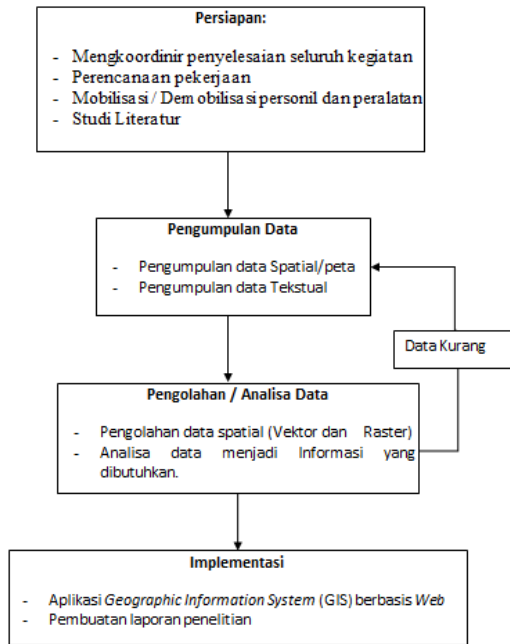 Persiapan:
- Mengkoordinir penyelesaian seluruh kegiatan
- Perencanaan pekerjaan
- Mobilisasi / Demobilisasi personil dan peralatan
- Studi Literatur
Pengumpulan Data
- Pengumpulan data Spatial/peta
- Pengumpulan data Tekstual
Data Kurang
Pengolahan / Analisa Data
- Pengolahan data spatial (Vektor dan Raster)
- Analisa data menjadi Informasi yang
dibutuhkan.
Implementasi
- Aplikasi Geographic Information System (GIS) berbasis Web
- Pembuatan laporan penelitian